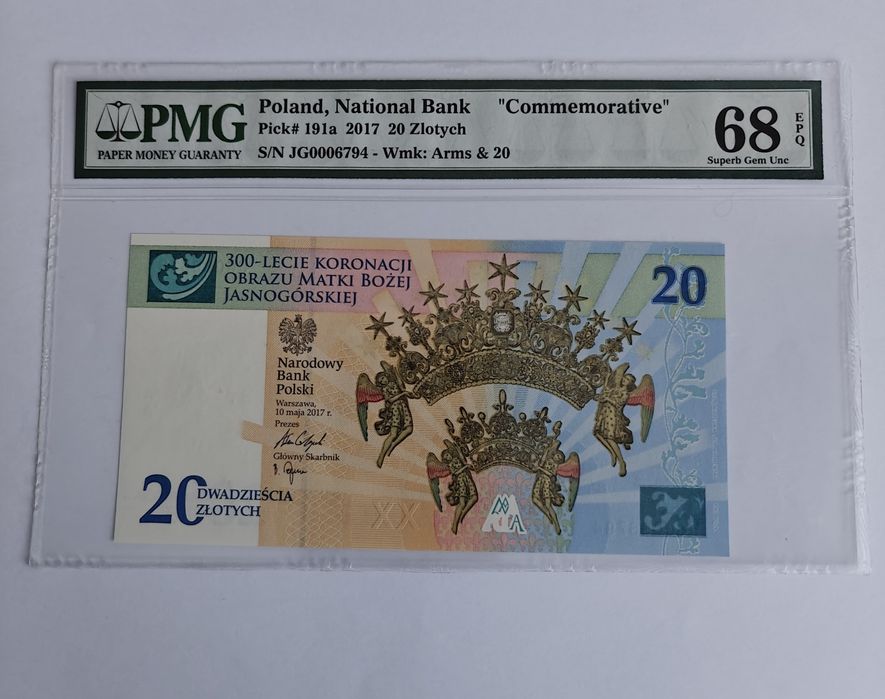 PMG
PAPER MONEY GUARANTY
Poland, National Bank "Commemorative"
Pick# 191a 2017 20 Zlotych
S/N JG0006794 - Wmk: Arms & 20
68
EPQ
Superb Gem Unc
300-LECIE KORONACJI
OBRAZU MATKI BOŻEJ
JASNOGÓRSKIEJ
20
Narodowy
Bank
Polski
Warszawa,
10 maja 2017 r.
Prezes
Główny Skarbnik
20 DWADZIEŚCIA
ZŁOTYCH
XX